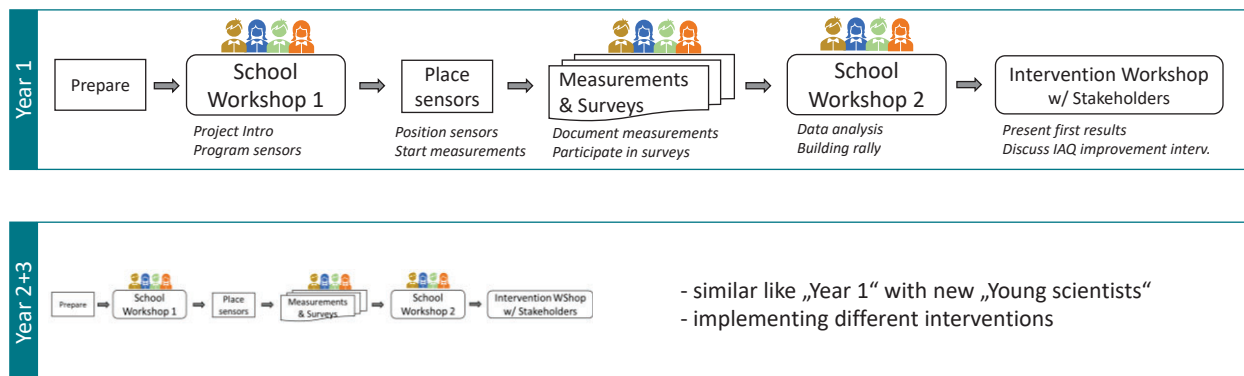 Year 1
Prepare
School
Workshop 1
Project Intro
Program sensors
Place
sensors
Position sensors
Start measurements
Measurements
& Surveys
Document measurements
Participate in surveys
School
Workshop 2
Data analysis
Building rally
Intervention Workshop
w/ Stakeholders
Present first results
Discuss IAQ improvement interv.
Year 2+3
Prepare
School
Workshop 1
Place
sensors
Measurements
& Surveys
School
Workshop 2
Intervention WShop
w/ Stakeholders
- similar like „Year 1“ with new „Young scientists“
- implementing different interventions